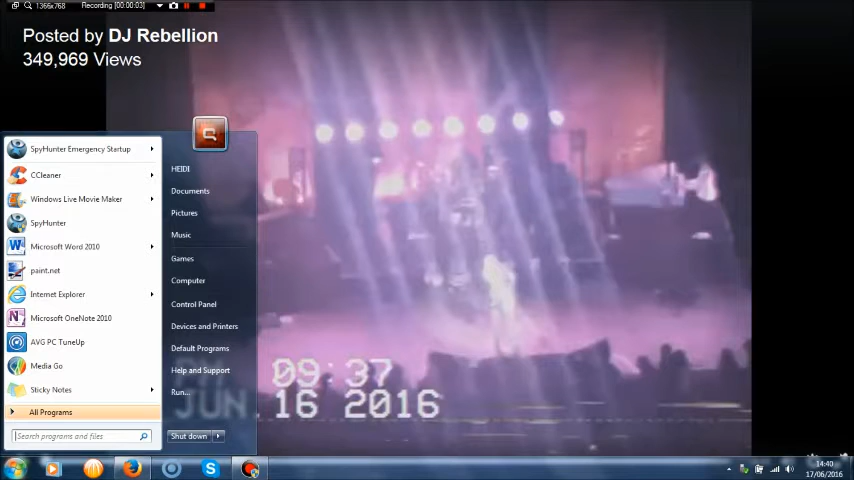 1366x768 Recording [00:00:03]
Posted by DJ Rebellion
349,969 Views
SpyHunter Emergency Startup
CCleaner
Windows Live Movie Maker
SpyHunter
Microsoft Word 2010
paint.net
Internet Explorer
Microsoft OneNote 2010
AVG PC TuneUp
Media Go
Sticky Notes
All Programs
Search programs and files
HEIDI
Documents
Pictures
Music
Games
Computer
Control Panel
Devices and Printers
Default Programs
Help and Support
Run...
Shut down
09:37
JUN. 16 2016
14:40
17/06/2016